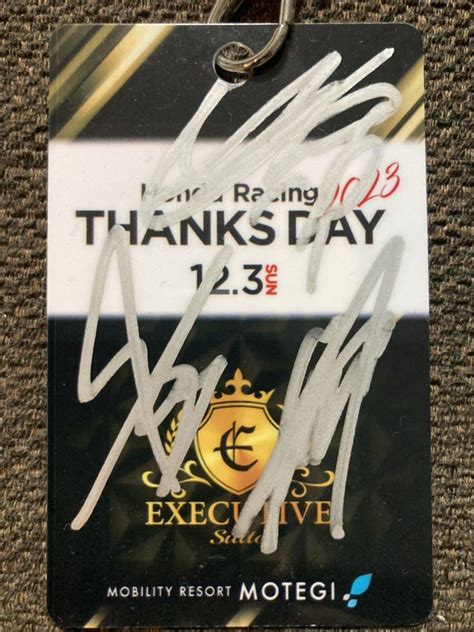 Honda Racing 2023
THANKS DAY
12.3 SUN
E
EXECUTIVE
Suite
MOBILITY RESORT MOTEGI